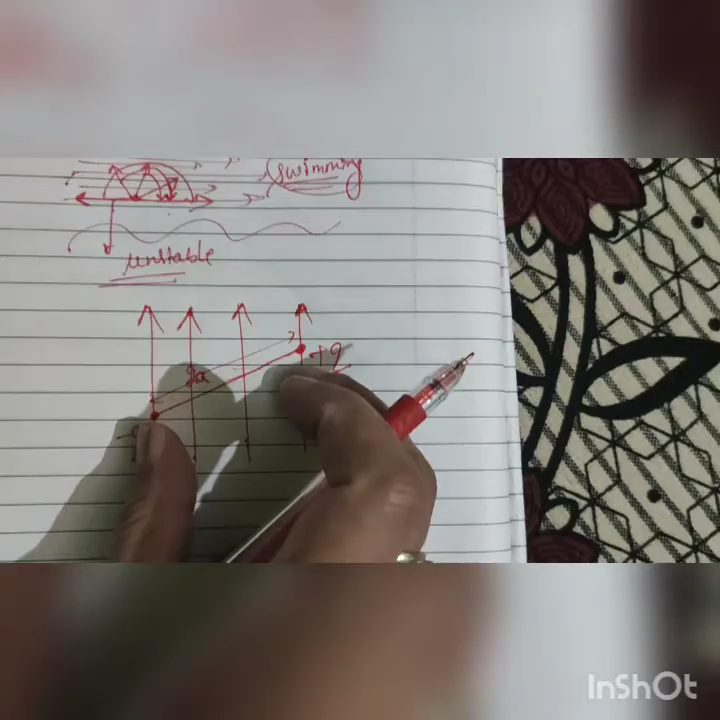 (swimming
unstable
+q
2a
-q
InShOt